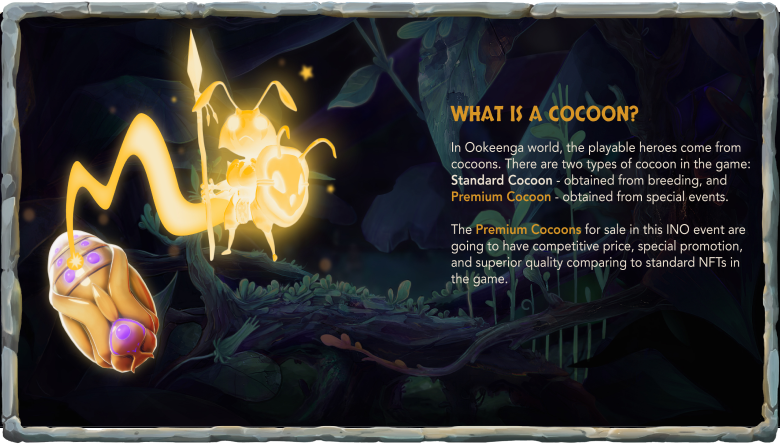 WHAT IS A COCOON?
In Ookeenga world, the playable heroes come from
cocoons. There are two types of cocoon in the game:
Standard Cocoon - obtained from breeding, and
Premium Cocoon - obtained from special events.
The Premium Cocoons for sale in this INO event are
going to have competitive price, special promotion,
and superior quality comparing to standard NFTs in
the game.